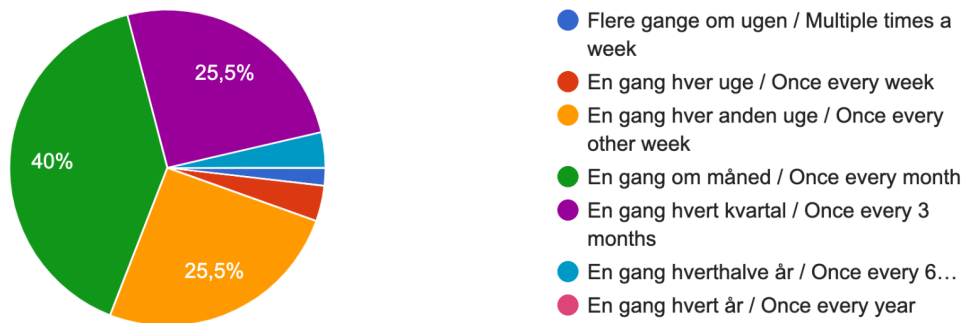 25,5%
40%
25,5%
Flere gange om ugen / Multiple times a
week
En gang hver uge / Once every week
En gang hver anden uge / Once every
other week
En gang om måned / Once every month
En gang hvert kvartal / Once every 3
months
En gang hverthalve år / Once every 6…
En gang hvert år / Once every year